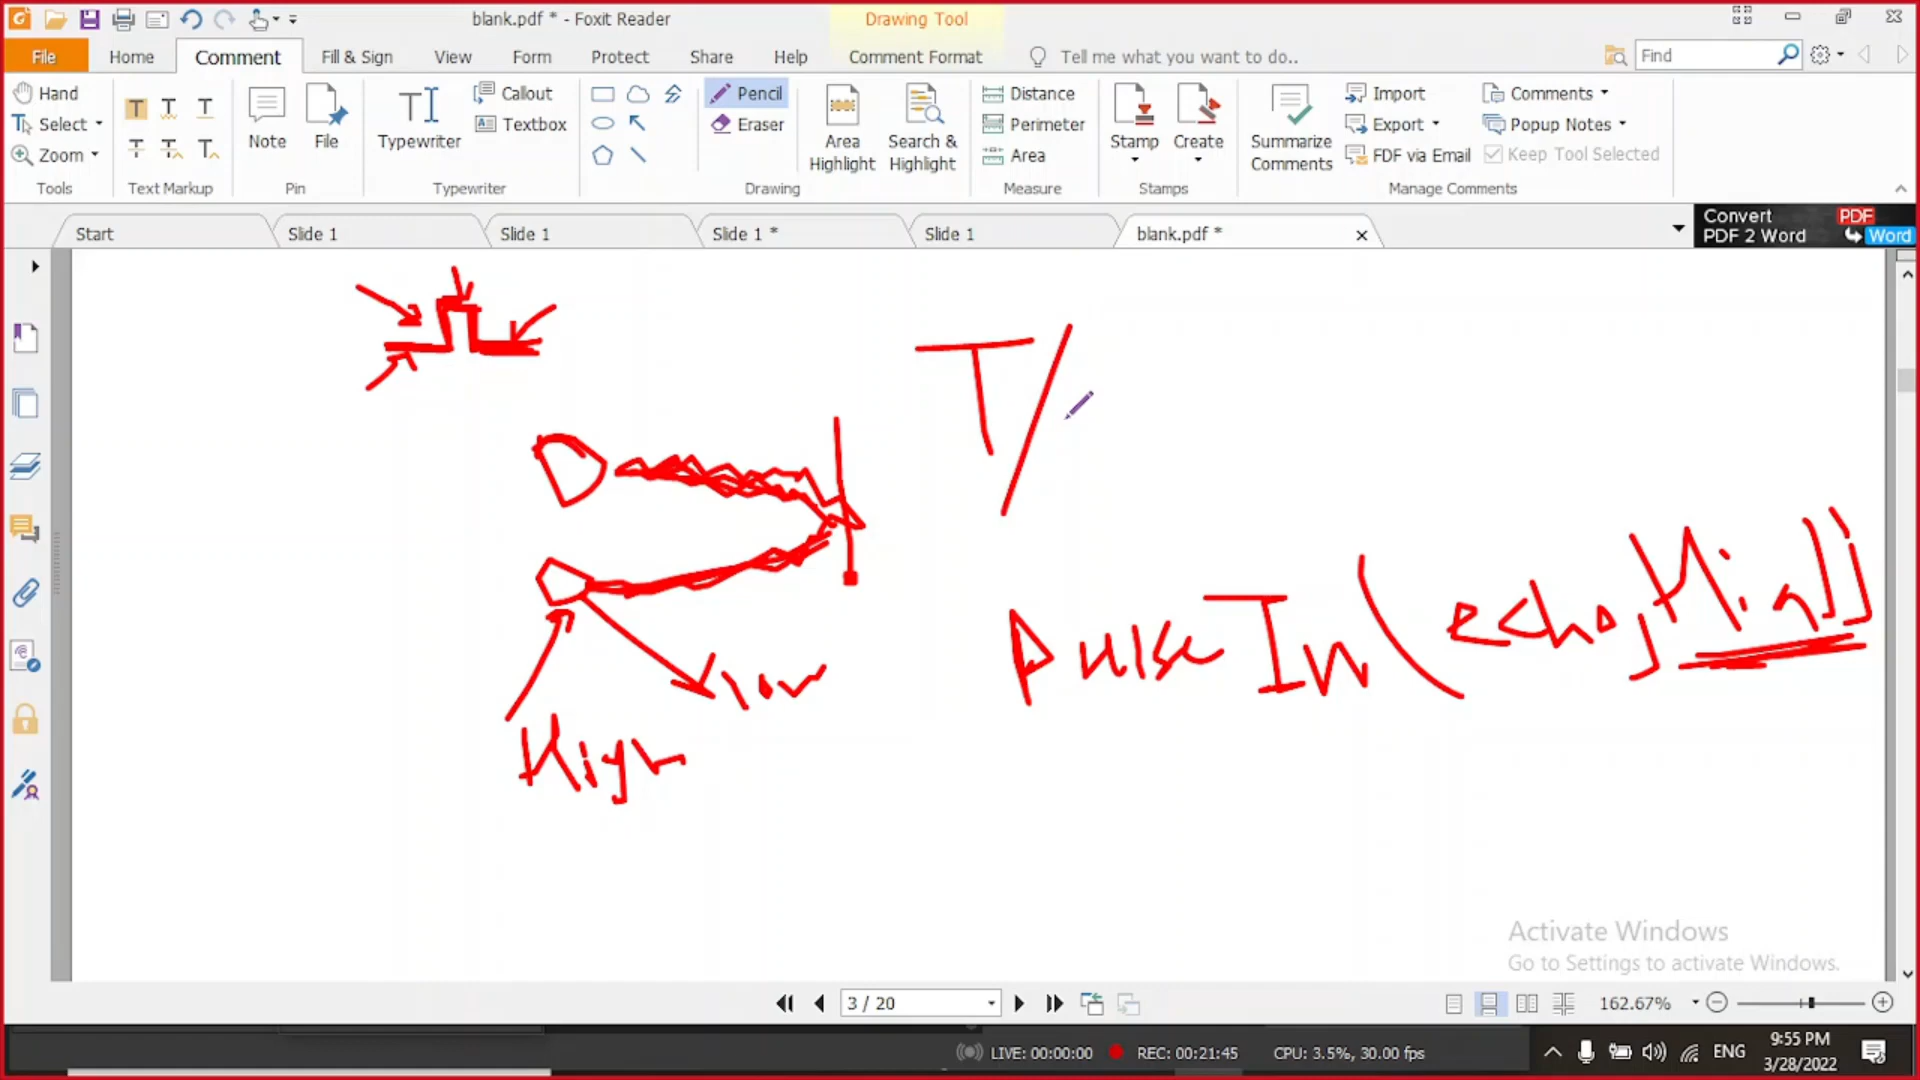 blank.pdf * - Foxit Reader
Drawing Tool
File Home Comment Fill & Sign View Form Protect Share Help Comment Format Tell me what you want to do.. Find
Hand
Select
Zoom
Tools
Text Markup
Note
File
Pin
Typewriter
Callout
Textbox
Typewriter
Pencil
Eraser
Drawing
Area Highlight
Search & Highlight
Distance
Perimeter
Area
Measure
Stamp
Create
Stamps
Summarize Comments
Import
Export
FDF via Email
Comments
Popup Notes
Keep Tool Selected
Manage Comments
Start Slide 1 Slide 1 Slide 1 * Slide 1 blank.pdf *
Convert PDF
PDF 2 Word Word
T/
pulse In(echo,High)
low
High
Activate Windows
Go to Settings to activate Windows.
3 / 20 162.67%
LIVE: 00:00:00 REC: 00:21:45 CPU: 3.5%, 30.00 fps ENG 9:55 PM
3/28/2022